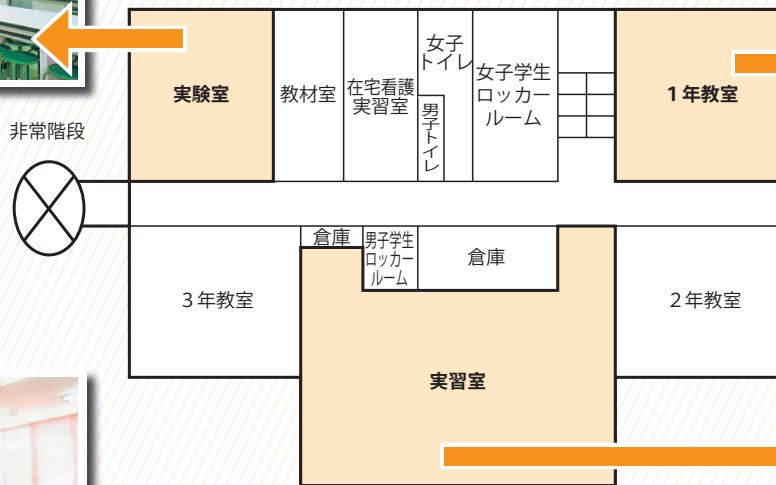 実験室
教材室
在宅看護
実習室
女子
トイレ
男子トイレ
女子学生
ロッカー
ルーム
1年教室
非常階段
倉庫
男子学生
ロッカー
ルーム
倉庫
3年教室
2年教室
実習室